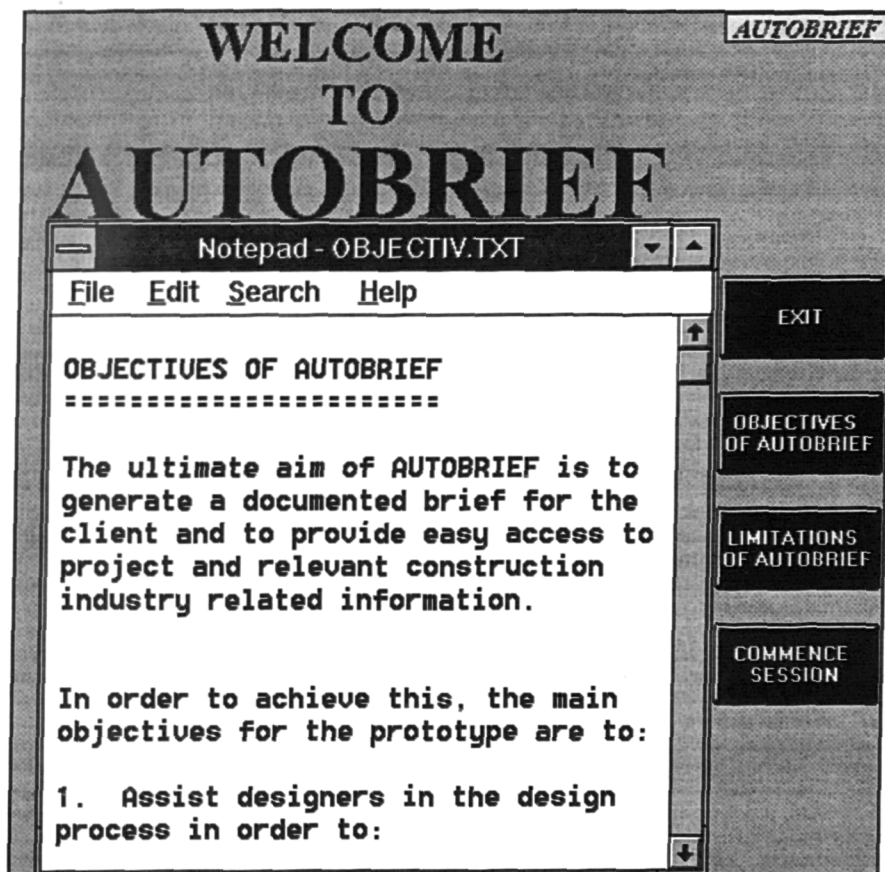 WELCOME
TO
AUTOBRIEF
AUTOBRIEF
Notepad - OBJECTIV.TXT
File Edit Search Help
OBJECTIVES OF AUTOBRIEF
=======================
The ultimate aim of AUTOBRIEF is to
generate a documented brief for the
client and to provide easy access to
project and relevant construction
industry related information.
In order to achieve this, the main
objectives for the prototype are to:
1. Assist designers in the design
process in order to:
EXIT
OBJECTIVES
OF AUTOBRIEF
LIMITATIONS
OF AUTOBRIEF
COMMENCE
SESSION